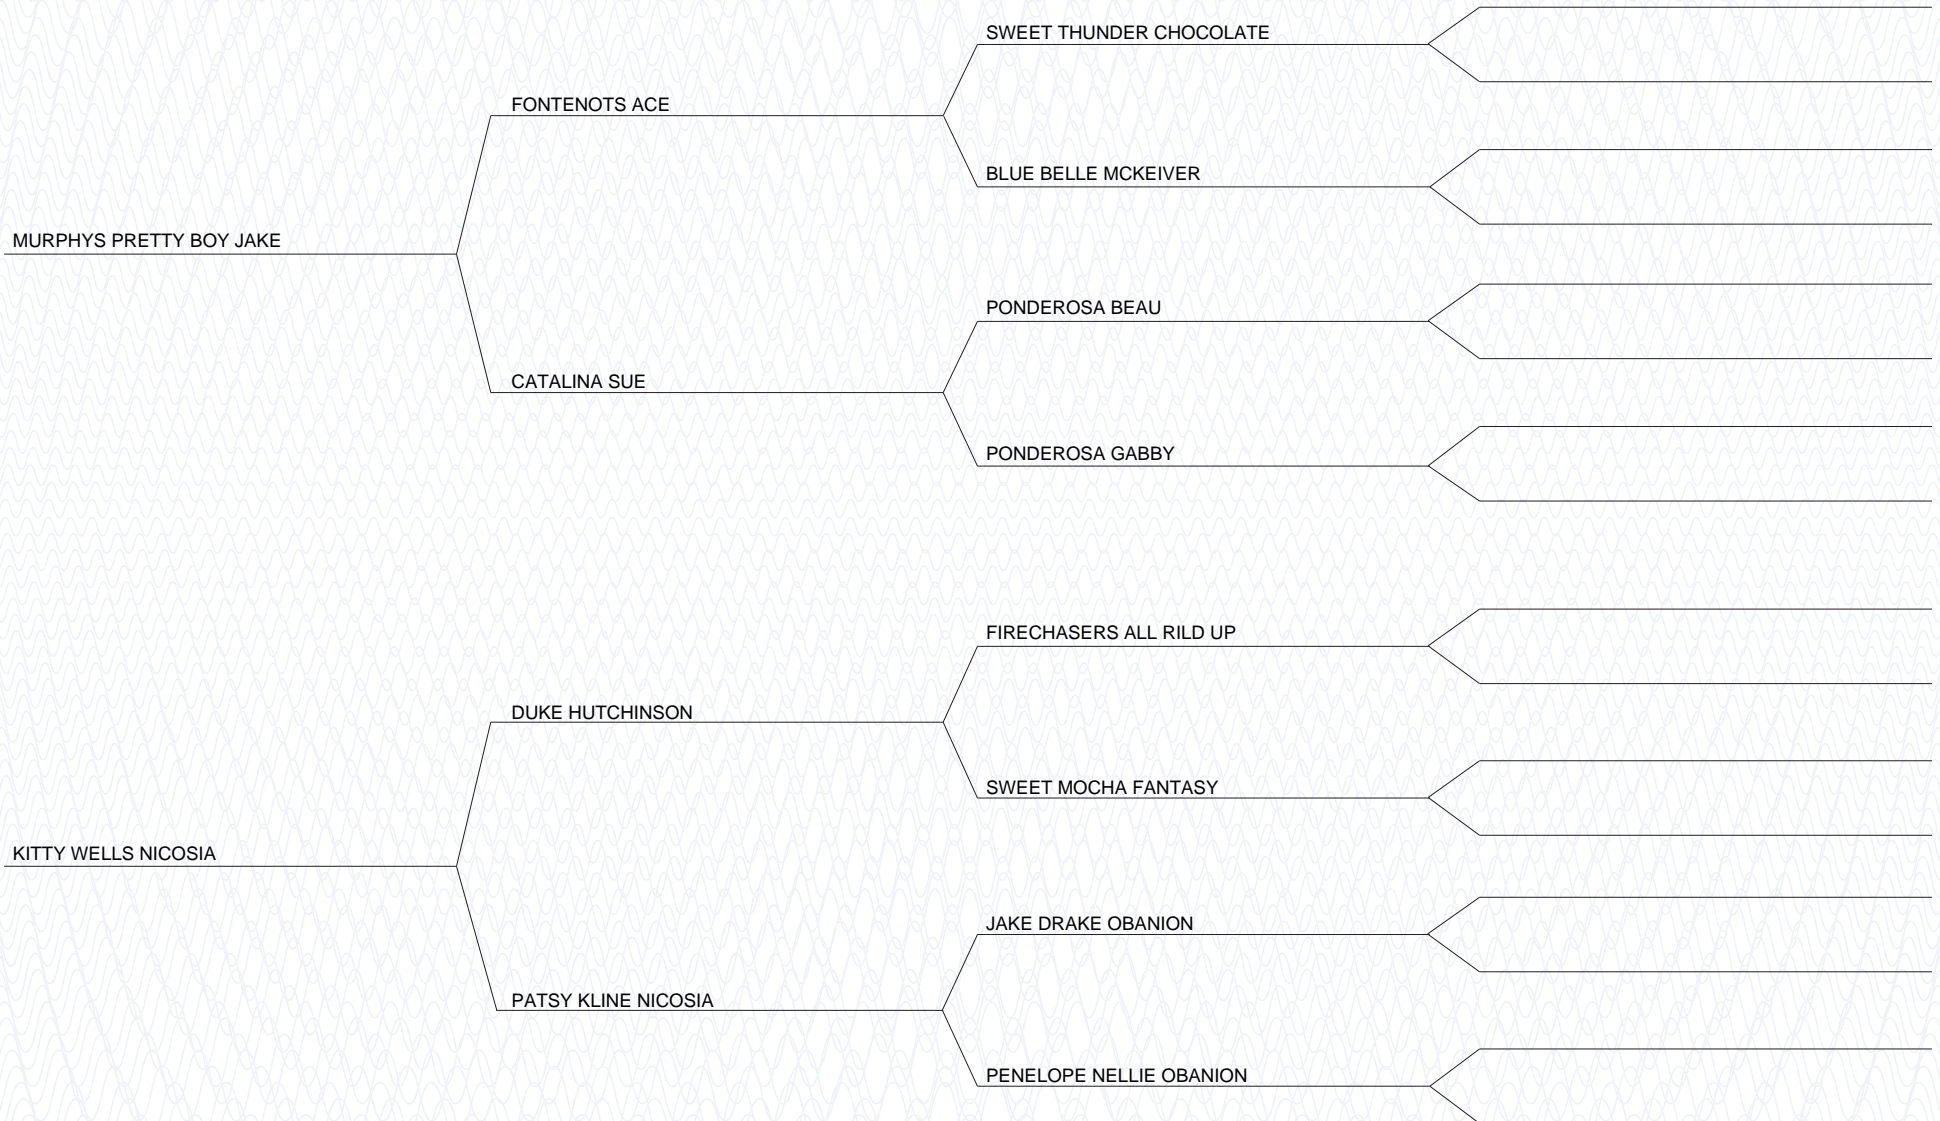 SWEET THUNDER CHOCOLATE
FONTENOTS ACE
BLUE BELLE MCKEIVER
MURPHYS PRETTY BOY JAKE
PONDEROSA BEAU
CATALINA SUE
PONDEROSA GABBY
FIRECHASERS ALL RILD UP
DUKE HUTCHINSON
SWEET MOCHA FANTASY
KITTY WELLS NICOSIA
JAKE DRAKE OBANION
PATSY KLINE NICOSIA
PENELOPE NELLIE OBANION